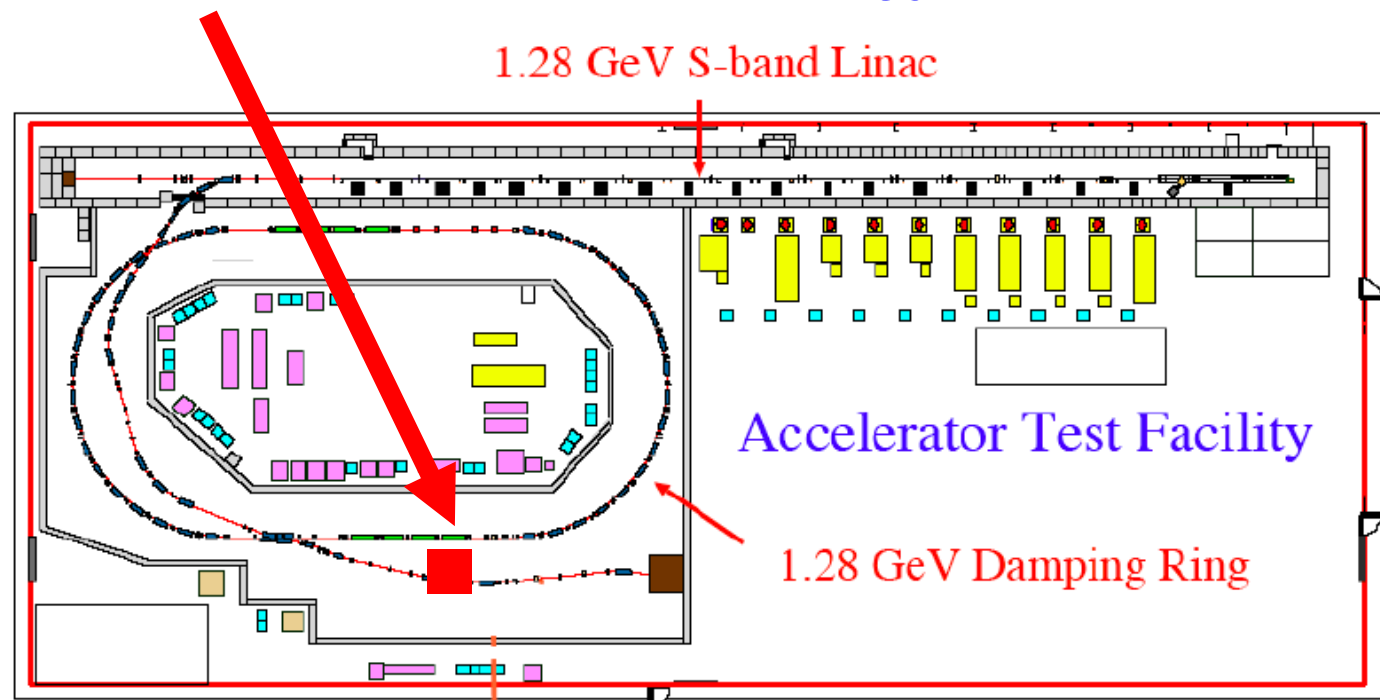 1.28 GeV S-band Linac
Accelerator Test Facility
1.28 GeV Damping Ring